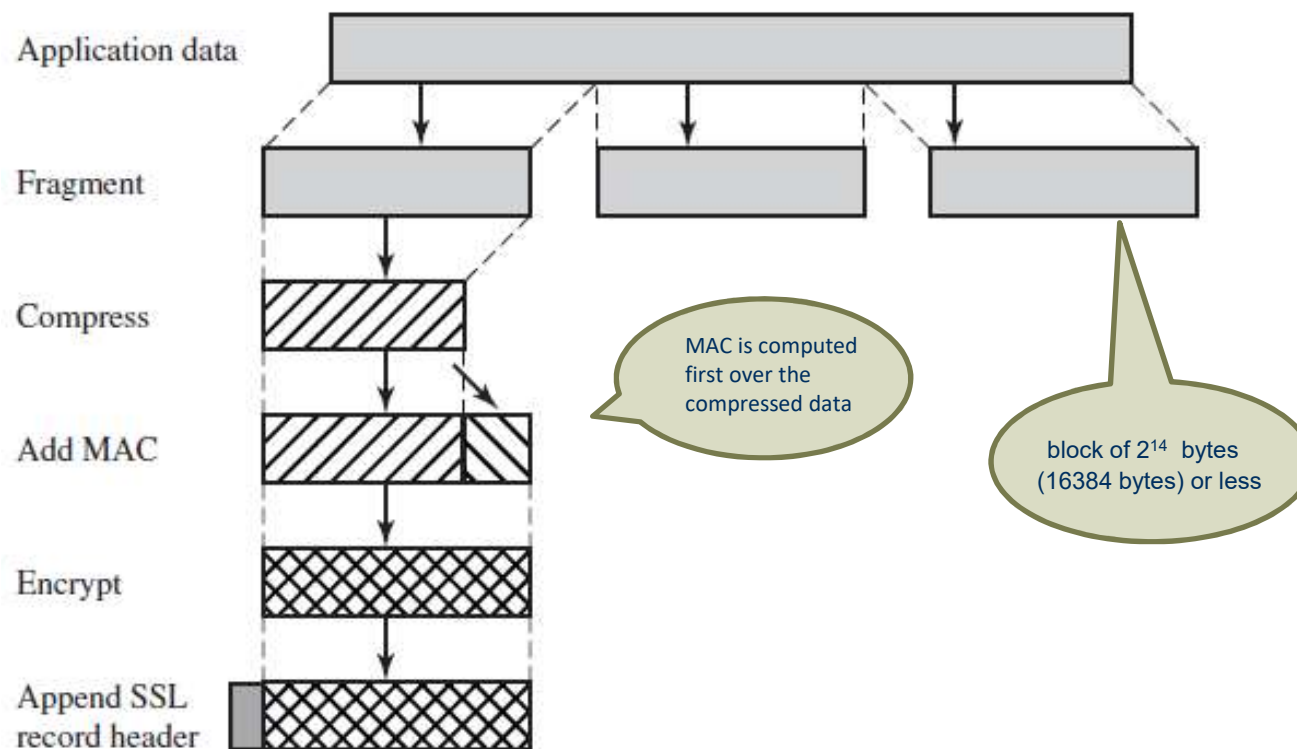 Application data
Fragment
Compress
MAC is computed
first over the
compressed data
Add MAC
block of 2¹⁴ bytes
(16384 bytes) or less
Encrypt
Append SSL
record header